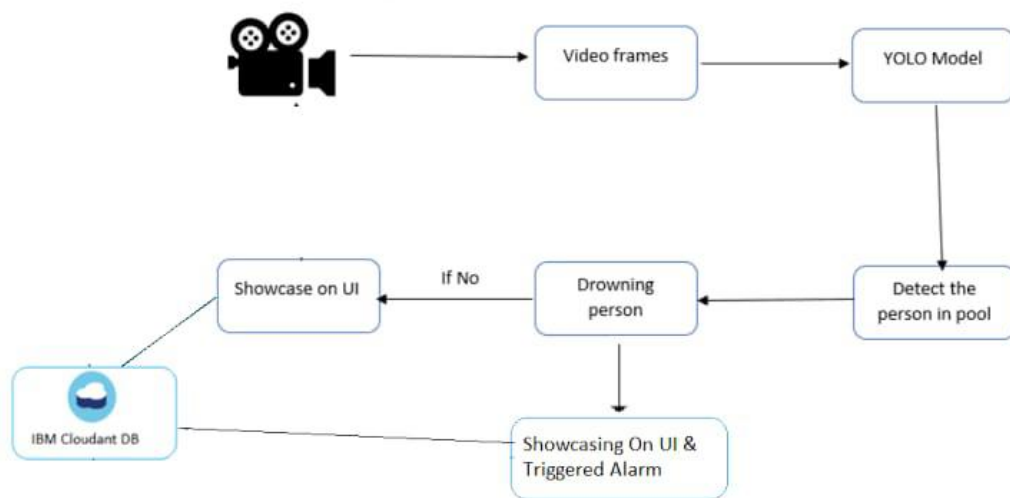 Video frames
YOLO Model
Detect the
person in pool
Drowning
person
If No
Showcase on UI
IBM Cloudant DB
Showcasing On UI &
Triggered Alarm